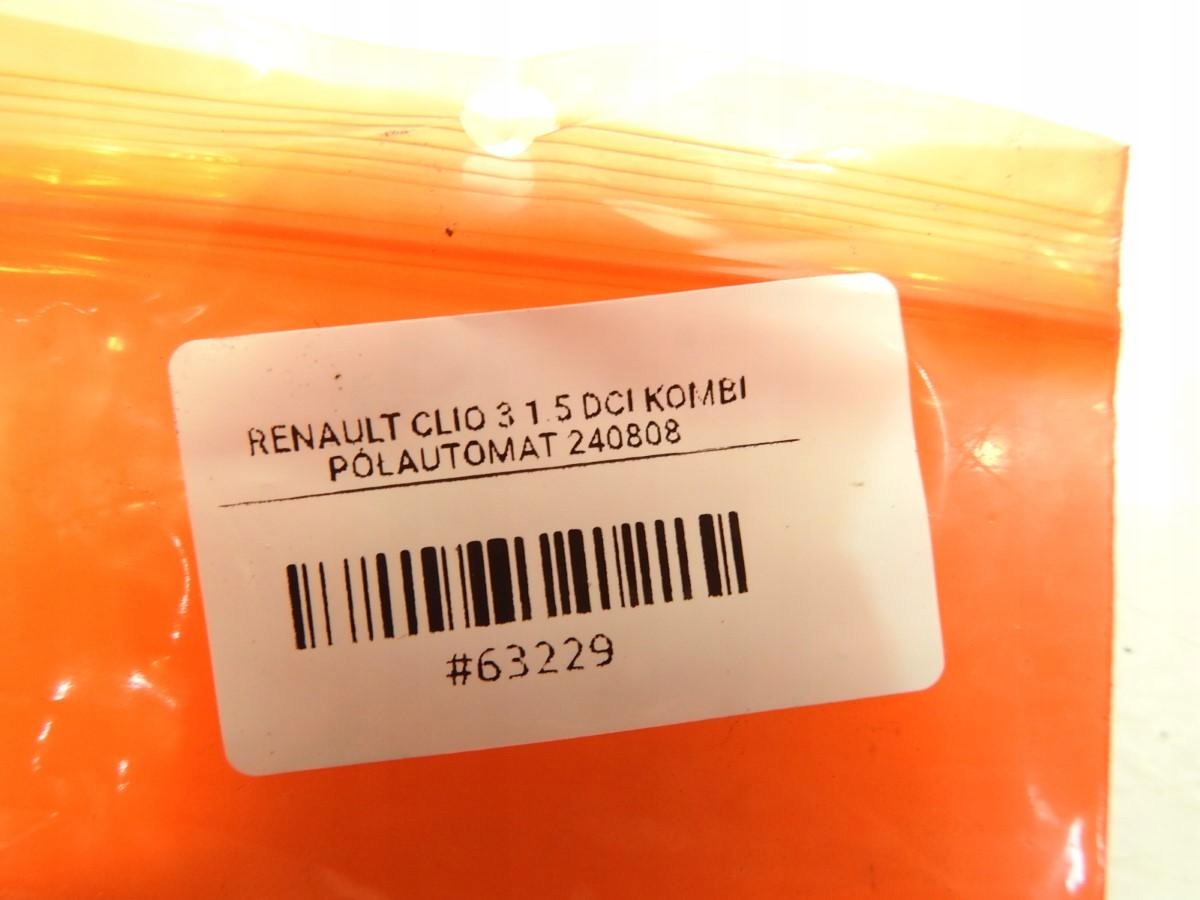 RENAULT CLIO 3 1.5 DCI KOMBI
PÓŁAUTOMAT 240808
#63229